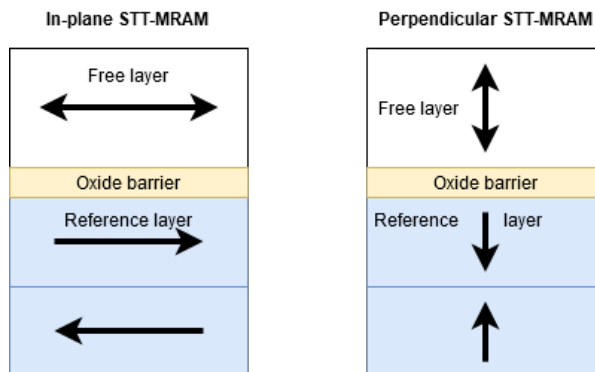 In-plane STT-MRAM
Free layer
Oxide barrier
Reference layer
Perpendicular STT-MRAM
Free layer
Oxide barrier
Reference layer